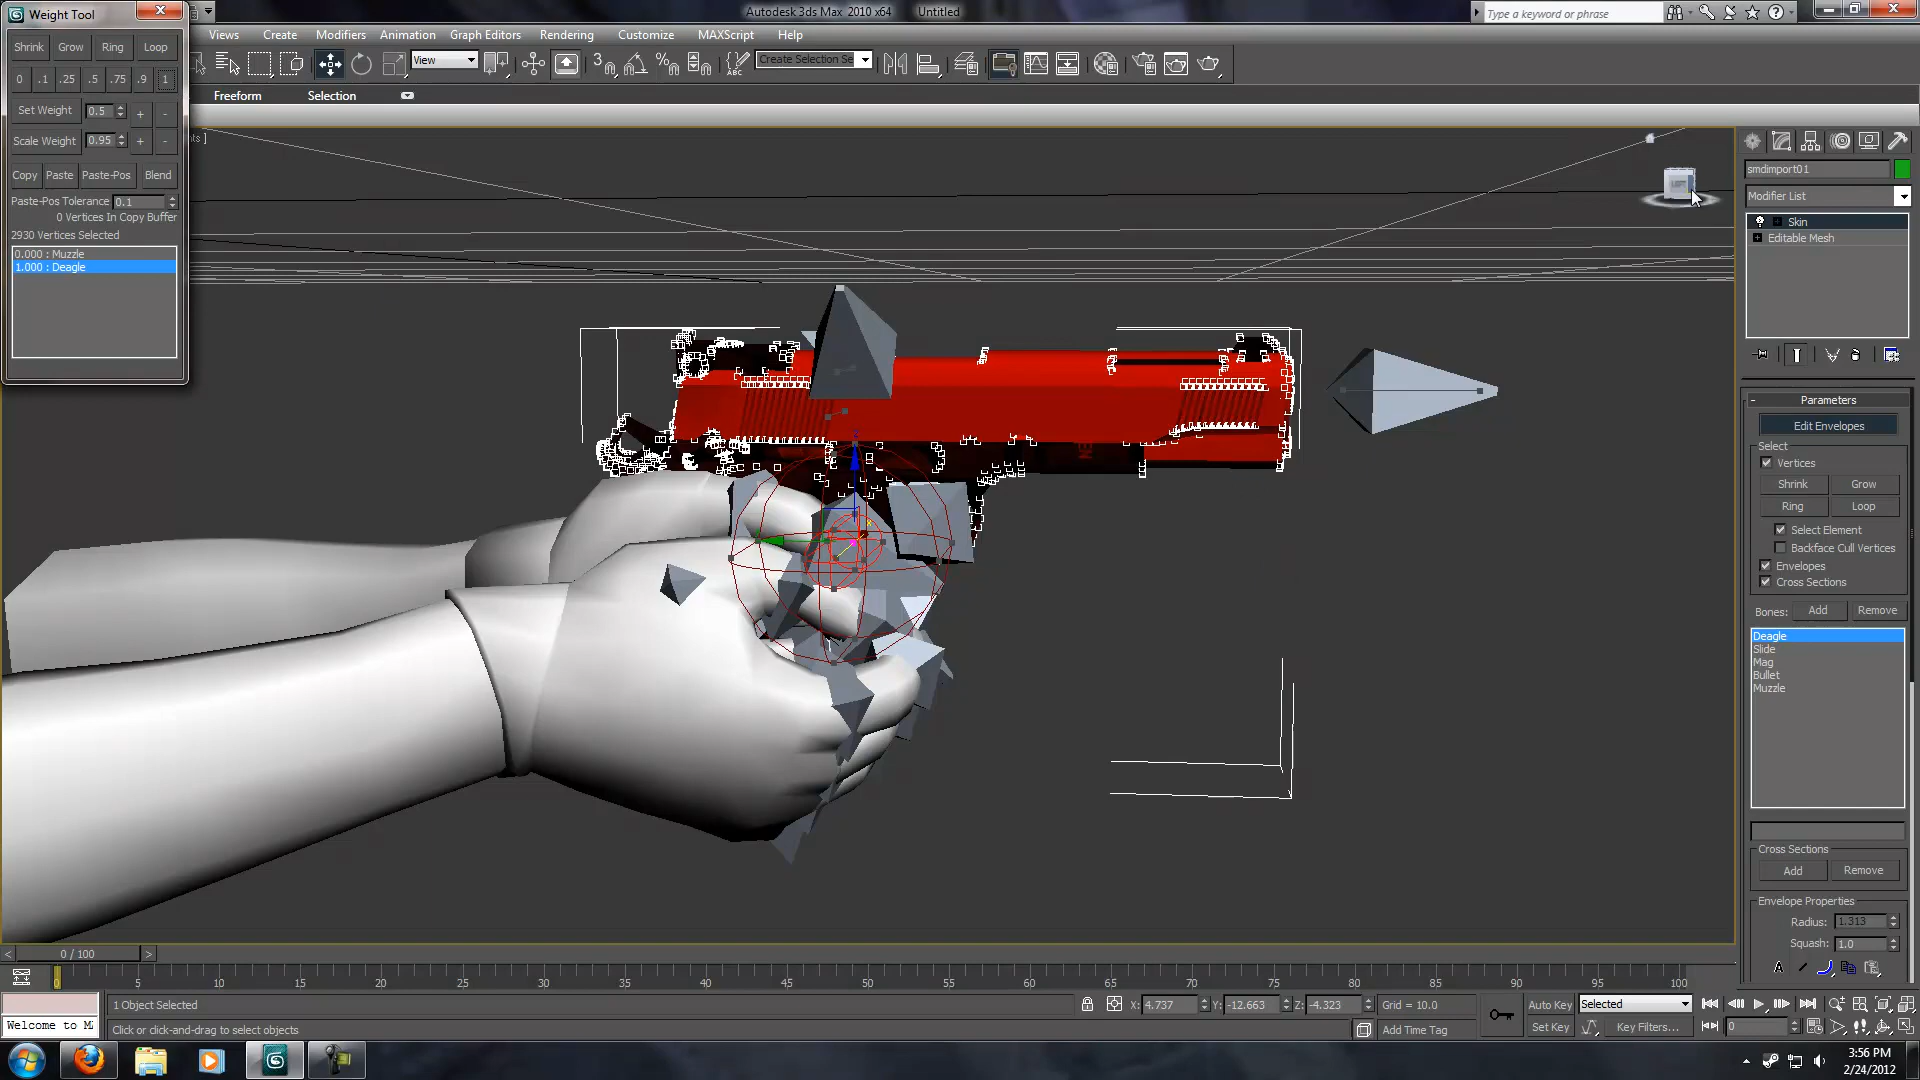 Weight Tool
Autodesk 3ds Max 2010 x64 Untitled
Type a keyword or phrase
Views Create Modifiers Animation Graph Editors Rendering Customize MAXScript Help
Shrink Grow Ring Loop
View
Create Selection Se
ABC
0 .1 .25 .5 .75 .9 1
Freeform Selection
Set Weight 0.5 + -
Scale Weight 0.95 + -
Copy Paste Paste-Pos Blend
Paste-Pos Tolerance 0.1
0 Vertices In Copy Buffer
2930 Vertices Selected
0.000 : Muzzle
1.000 : Deagle
LEFT
smdimport01
Modifier List
Skin
Editable Mesh
Parameters
Edit Envelopes
Select
Vertices
Shrink Grow
Ring Loop
Select Element
Backface Cull Vertices
Envelopes
Cross Sections
Bones: Add Remove
Deagle
Slide
Mag
Bullet
Muzzle
Cross Sections
Add Remove
Envelope Properties
Radius: 1.313
Squash: 1.0
A
z
x
< 0 / 100 >
5 10 15 20 25 30 35 40 45 50 55 60 65 70 75 80 85 90 95 100
1 Object Selected X: 4.737 Y: -12.663 Z: -4.323 Grid = 10.0 Auto Key Selected
Welcome to M Click or click-and-drag to select objects Add Time Tag Set Key Key Filters... 0
3:56 PM
2/24/2012